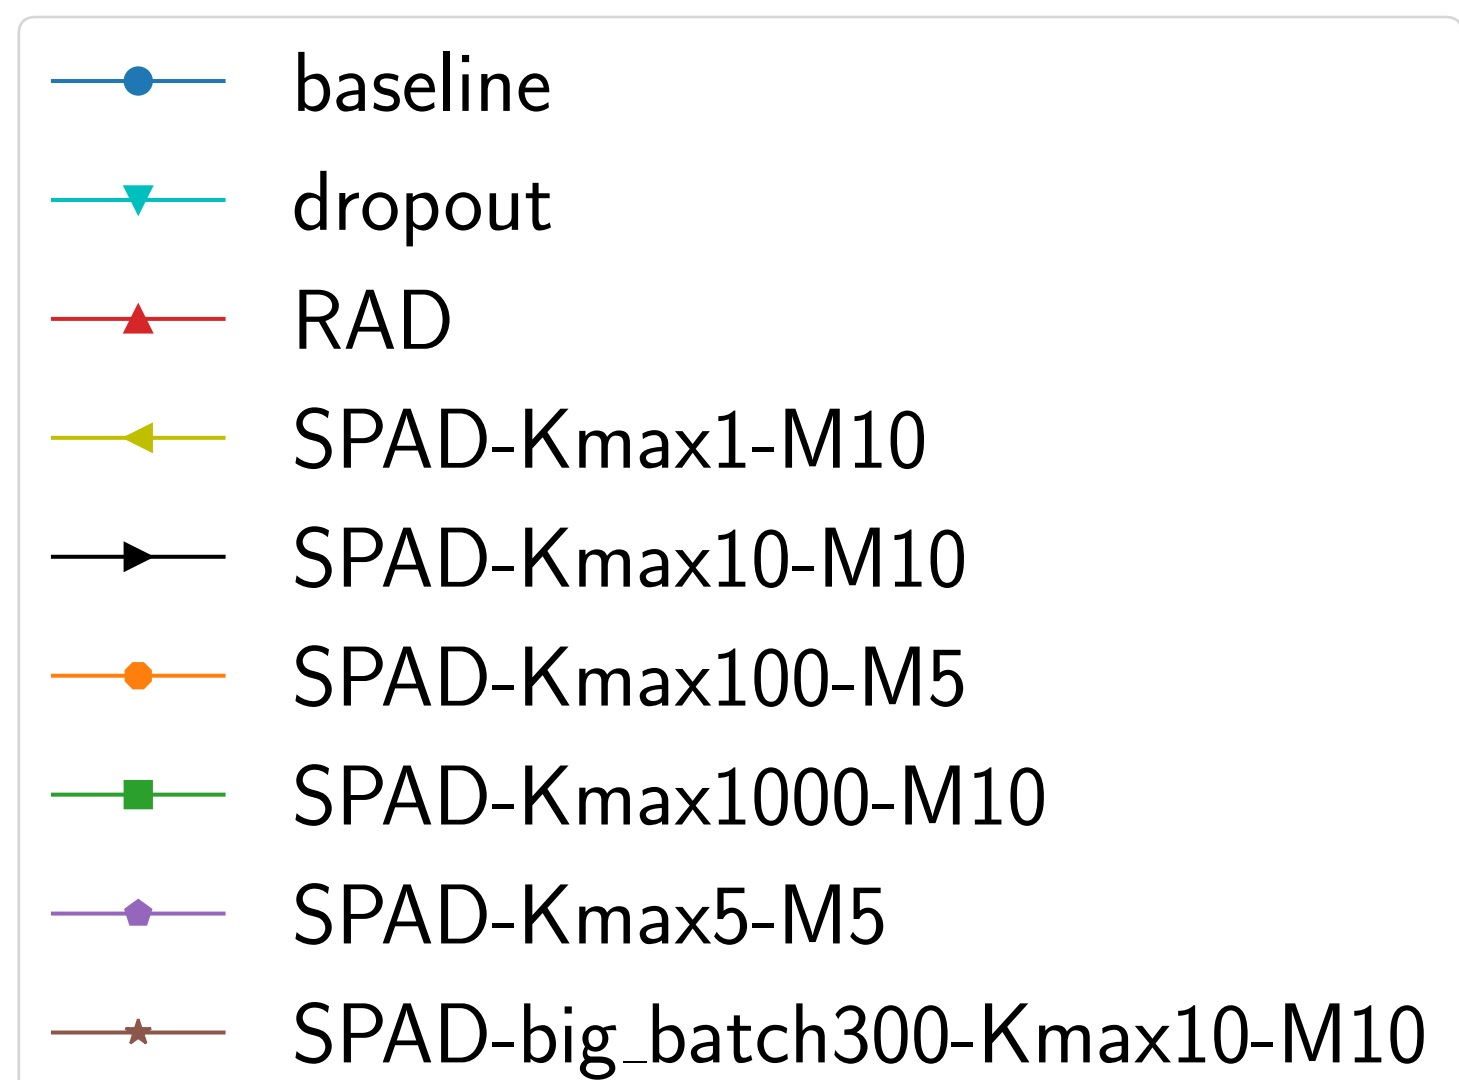 baseline
dropout
RAD
SPAD-Kmax1-M10
SPAD-Kmax10-M10
SPAD-Kmax100-M5
SPAD-Kmax1000-M10
SPAD-Kmax5-M5
SPAD-big_batch300-Kmax10-M10